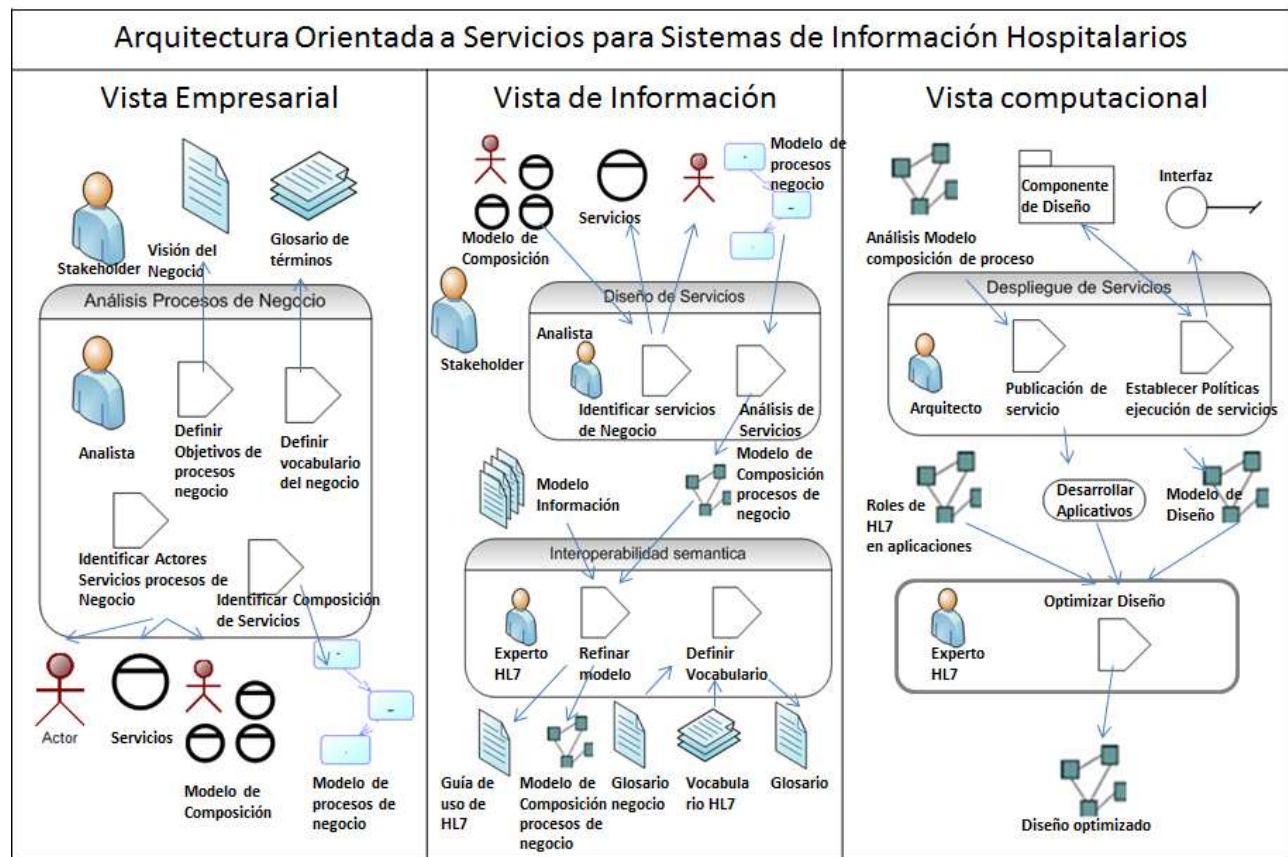 Arquitectura Orientada a Servicios para Sistemas de Información Hospitalarios
Vista Empresarial
Stakeholder
Visión del
Negocio
Glosario de
términos
Análisis Procesos de Negocio
Analista
Definir
Objetivos de
procesos
negocio
Definir
vocabulario
del negocio
Identificar Actores
Servicios procesos de
Negocio
Identificar Composición
de Servicios
Actor
Servicios
Modelo de
Composición
Modelo de
procesos de
negocio
Vista de Información
Modelo de
Composición
Servicios
Modelo de
procesos
negocio
Stakeholder
Diseño de Servicios
Analista
Identificar servicios
de Negocio
Análisis de
Servicios
Modelo
Información
Modelo de
Composición
procesos de
negocio
Interoperabilidad semantica
Experto
HL7
Refinar
modelo
Definir
Vocabulario
Guía de
uso de
HL7
Modelo de
Composición
procesos de
negocio
Glosario
negocio
Vocabula
rio HL7
Glosario
Vista computacional
Análisis Modelo
composición de proceso
Componente
de Diseño
Interfaz
Despliegue de Servicios
Arquitecto
Publicación de
servicio
Establecer Políticas
ejecución de servicios
Roles de
HL7
en aplicaciones
Desarrollar
Aplicativos
Modelo de
Diseño
Optimizar Diseño
Experto
HL7
Diseño optimizado